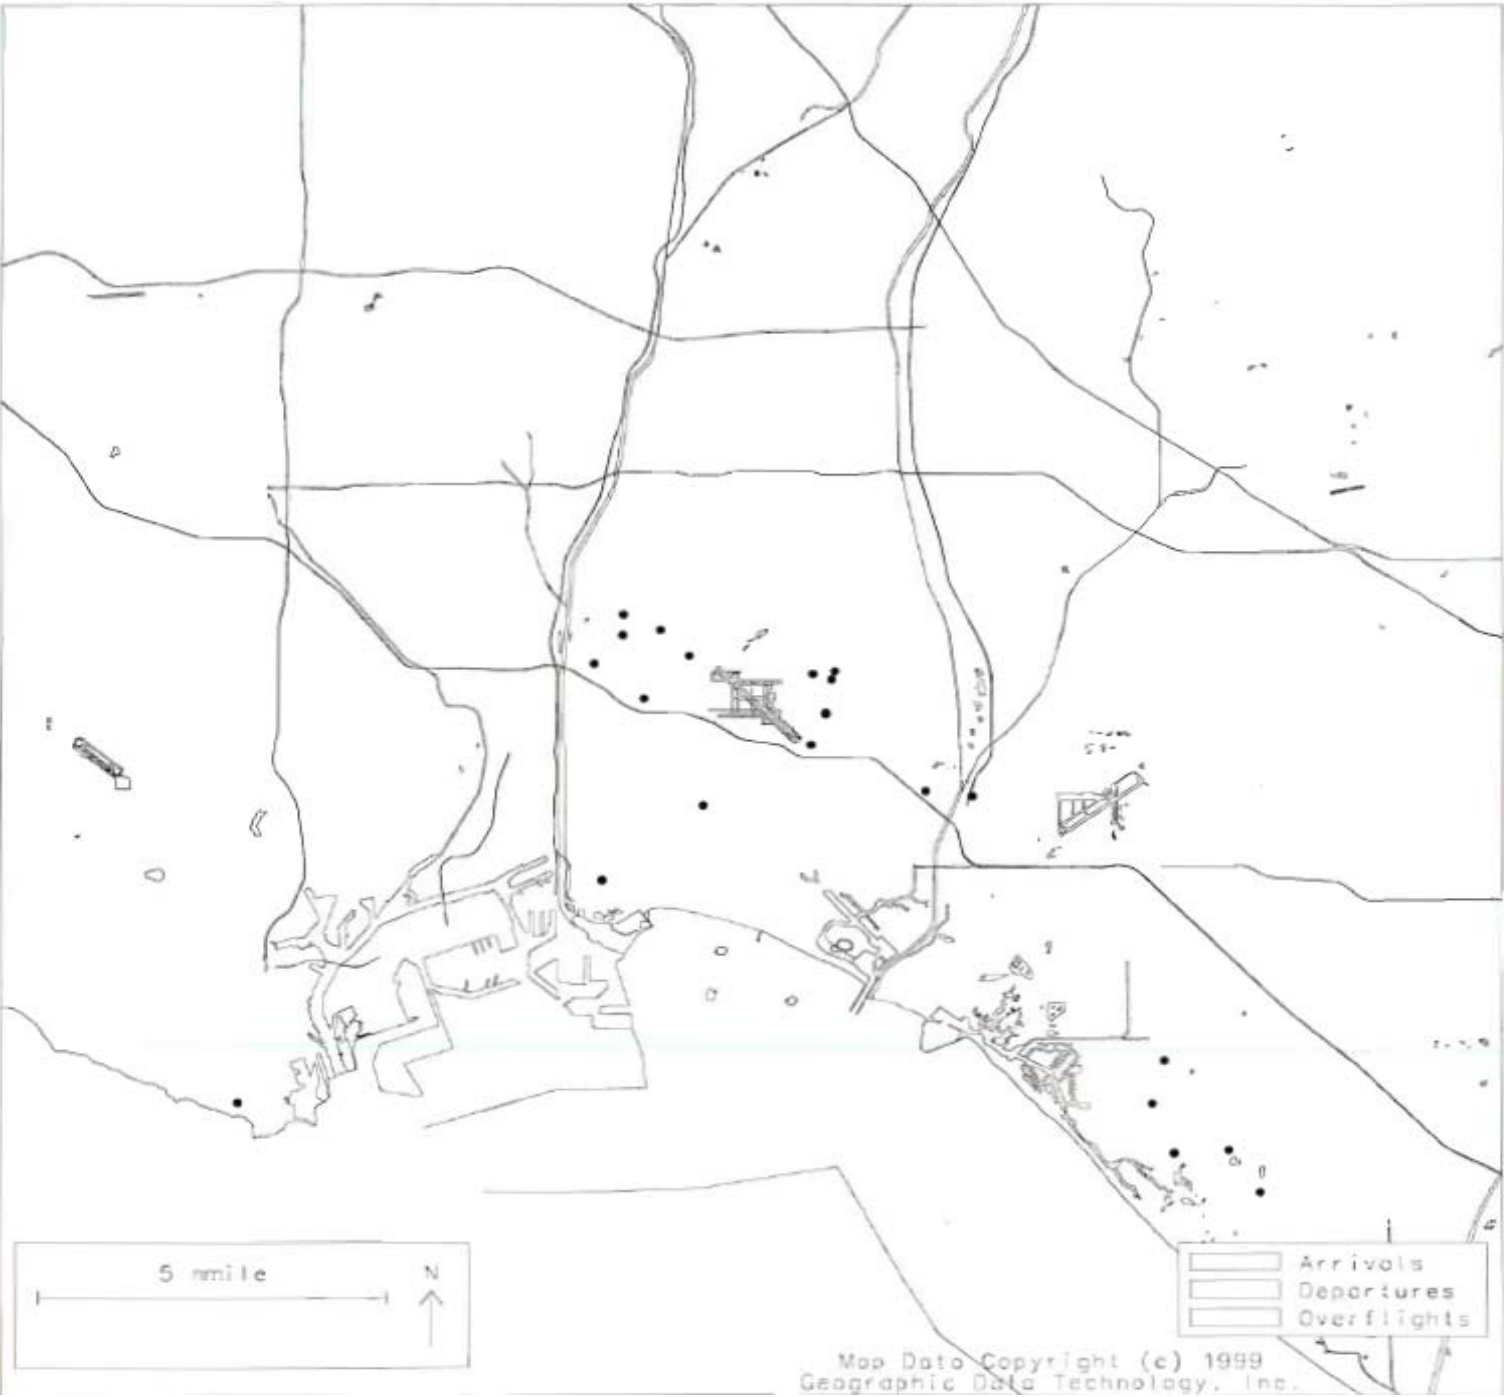 5 nmile
N
Arrivals
Departures
Overflights
Map Data Copyright (c) 1999
Geographic Data Technology, Inc.